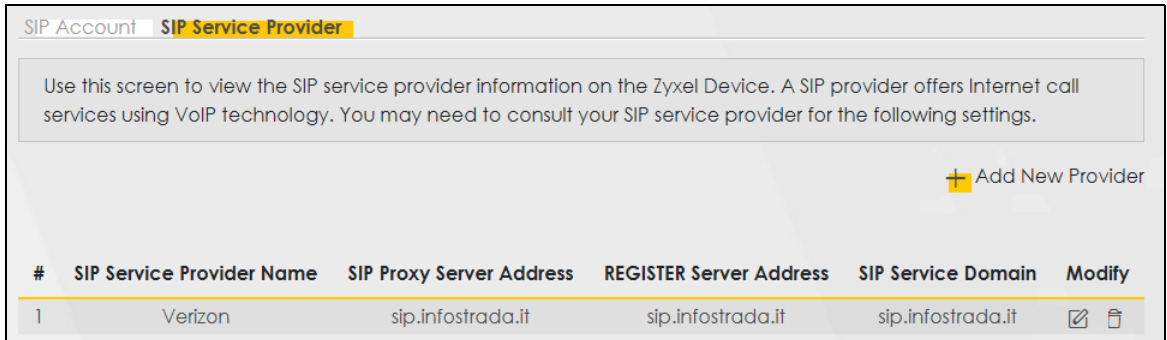 SIP Account SIP Service Provider
Use this screen to view the SIP service provider information on the Zyxel Device. A SIP provider offers Internet call
services using VoIP technology. You may need to consult your SIP service provider for the following settings.
+ Add New Provider
# SIP Service Provider Name SIP Proxy Server Address REGISTER Server Address SIP Service Domain Modify
1 Verizon sip.infostrada.it sip.infostrada.it sip.infostrada.it